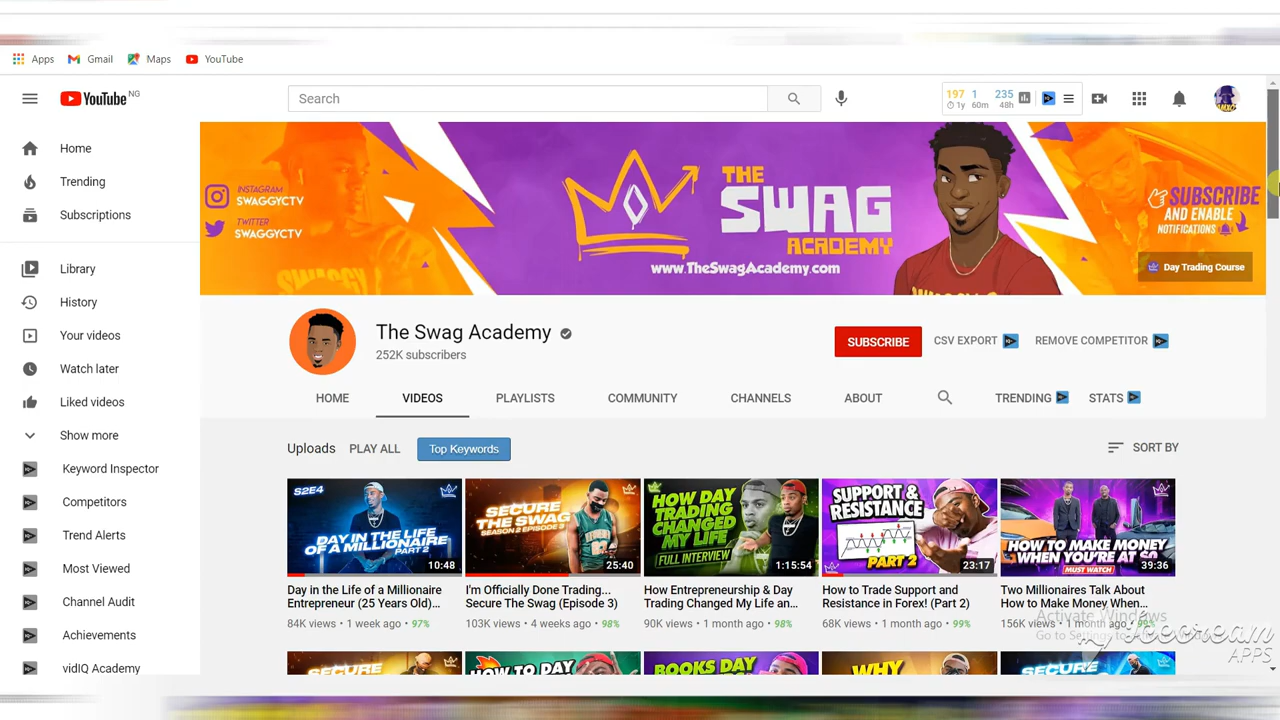 Apps Gmail Maps YouTube
YouTube NG
Search
197 1 235
1y 60m 48h
Home
Trending
Subscriptions
Library
History
Your videos
Watch later
Liked videos
Show more
Keyword Inspector
Competitors
Trend Alerts
Most Viewed
Channel Audit
Achievements
vidIQ Academy
INSTAGRAM
SWAGGYCTV
TWITTER
SWAGGYCTV
THE
SWAG
ACADEMY
www.TheSwagAcademy.com
SUBSCRIBE
AND ENABLE
NOTIFICATIONS
Day Trading Course
The Swag Academy
252K subscribers
SUBSCRIBE CSV EXPORT REMOVE COMPETITOR
HOME VIDEOS PLAYLISTS COMMUNITY CHANNELS ABOUT TRENDING STATS
Uploads PLAY ALL Top Keywords SORT BY
S2E4
DAY IN THE LIFE
OF A MILLIONAIRE
PART 2
10:48
Day in the Life of a Millionaire
Entrepreneur (25 Years Old)...
84K views • 1 week ago • 97%
SECURE
THE SWAG
SEASON 2 EPISODE 3
25:40
I'm Officially Done Trading...
Secure The Swag (Episode 3)
103K views • 4 weeks ago • 98%
HOW DAY
TRADING
CHANGED
MY LIFE
FULL INTERVIEW
1:15:54
How Entrepreneurship & Day
Trading Changed My Life an...
90K views • 1 month ago • 98%
SUPPORT &
RESISTANCE
PART 2
23:17
How to Trade Support and
Resistance in Forex! (Part 2)
68K views • 1 month ago • 99%
HOW TO MAKE MONEY
WHEN YOU'RE AT $0
MUST WATCH
39:36
Two Millionaires Talk About
How to Make Money When...
156K views • 1 month ago
Activate Windows
Go to Settings
Icecream
APPS
SECURE
HOW TO DAY
BOOKS DAY
WHY
SECURE